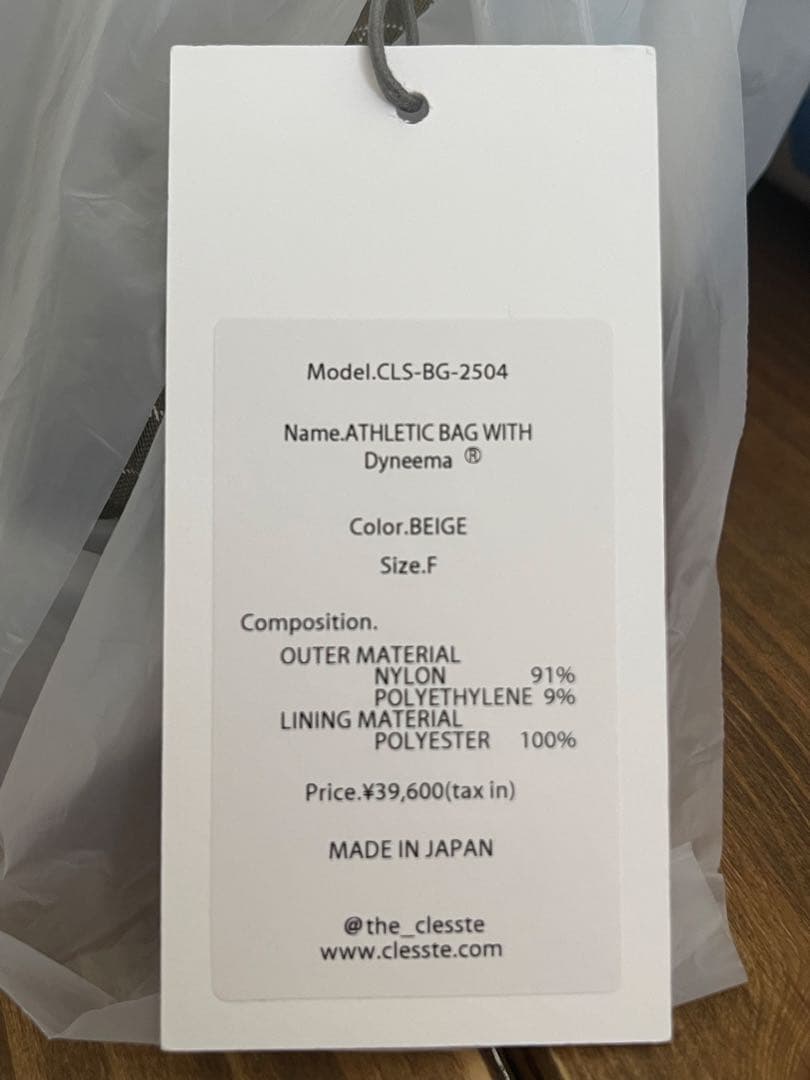 Model.CLS-BG-2504
Name.ATHLETIC BAG WITH
Dyneema ®
Color.BEIGE
Size.F
Composition.
OUTER MATERIAL
NYLON 91%
POLYETHYLENE 9%
LINING MATERIAL
POLYESTER 100%
Price.¥39,600(tax in)
MADE IN JAPAN
@the_clesste
www.clesste.com